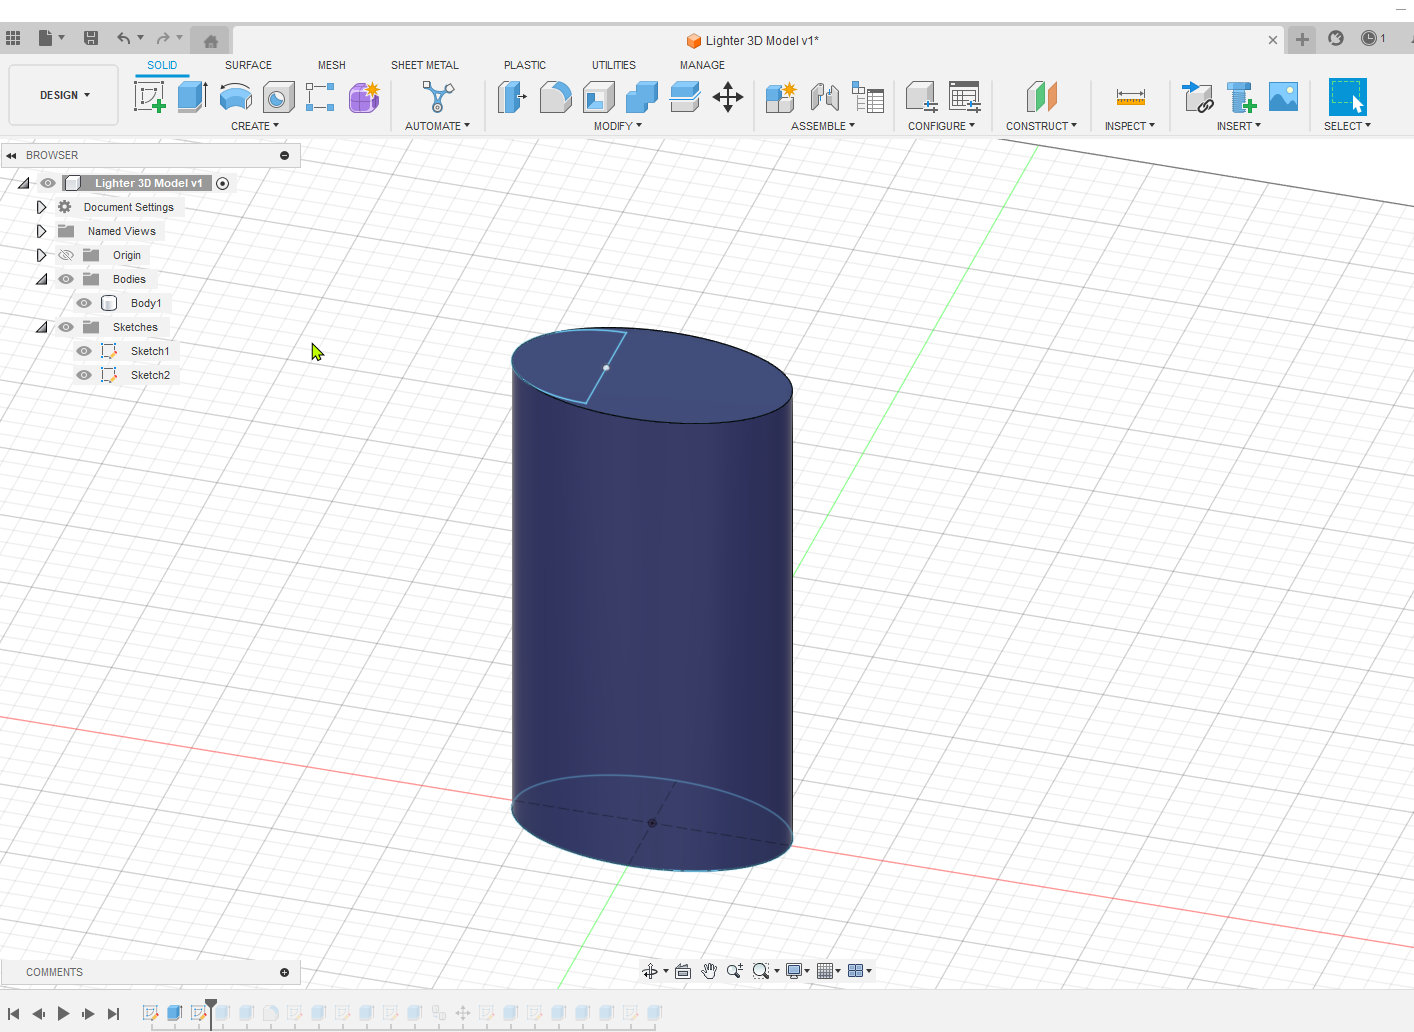 Lighter 3D Model v1*
1
DESIGN
SOLID
SURFACE
MESH
SHEET METAL
PLASTIC
UTILITIES
MANAGE
CREATE
AUTOMATE
MODIFY
ASSEMBLE
CONFIGURE
CONSTRUCT
INSPECT
INSERT
SELECT
BROWSER
Lighter 3D Model v1
Document Settings
Named Views
Origin
Bodies
Body1
Sketches
Sketch1
Sketch2
COMMENTS